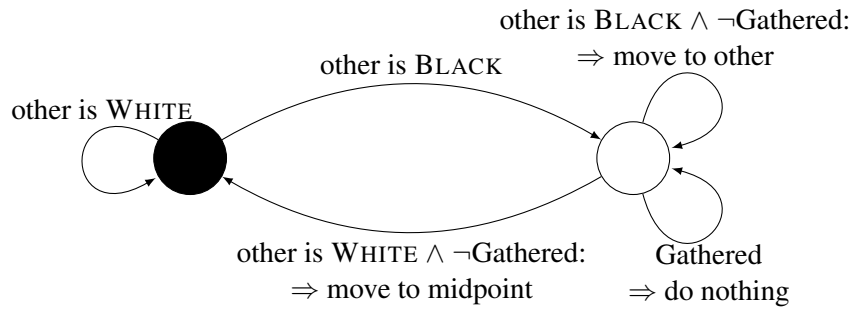 other is BLACK ∧ ¬Gathered:
⇒ move to other
other is BLACK
other is WHITE
other is WHITE ∧ ¬Gathered:
⇒ move to midpoint
Gathered
⇒ do nothing